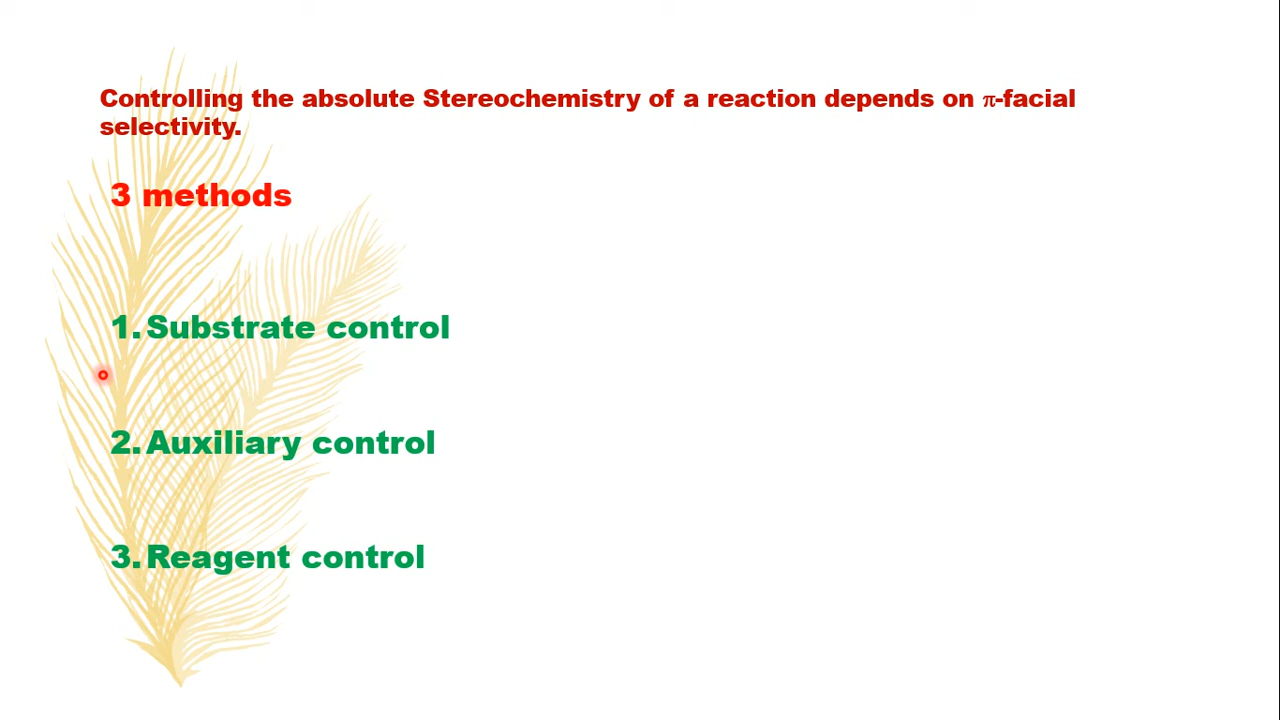 Controlling the absolute Stereochemistry of a reaction depends on π-facial
selectivity.
3 methods
1. Substrate control
2. Auxiliary control
3. Reagent control